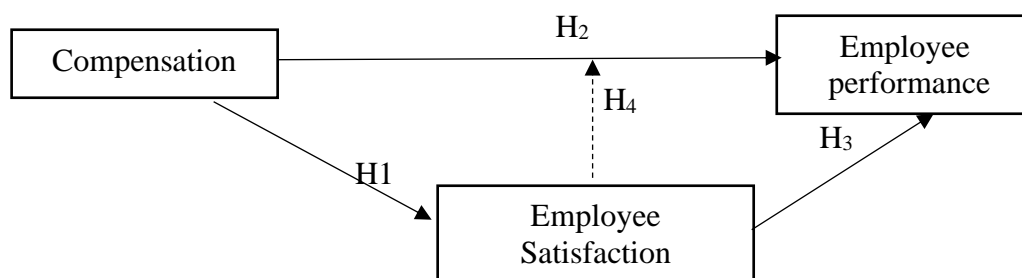 H₂
Compensation
Employee
performance
H₄
H₃
H1
Employee
Satisfaction